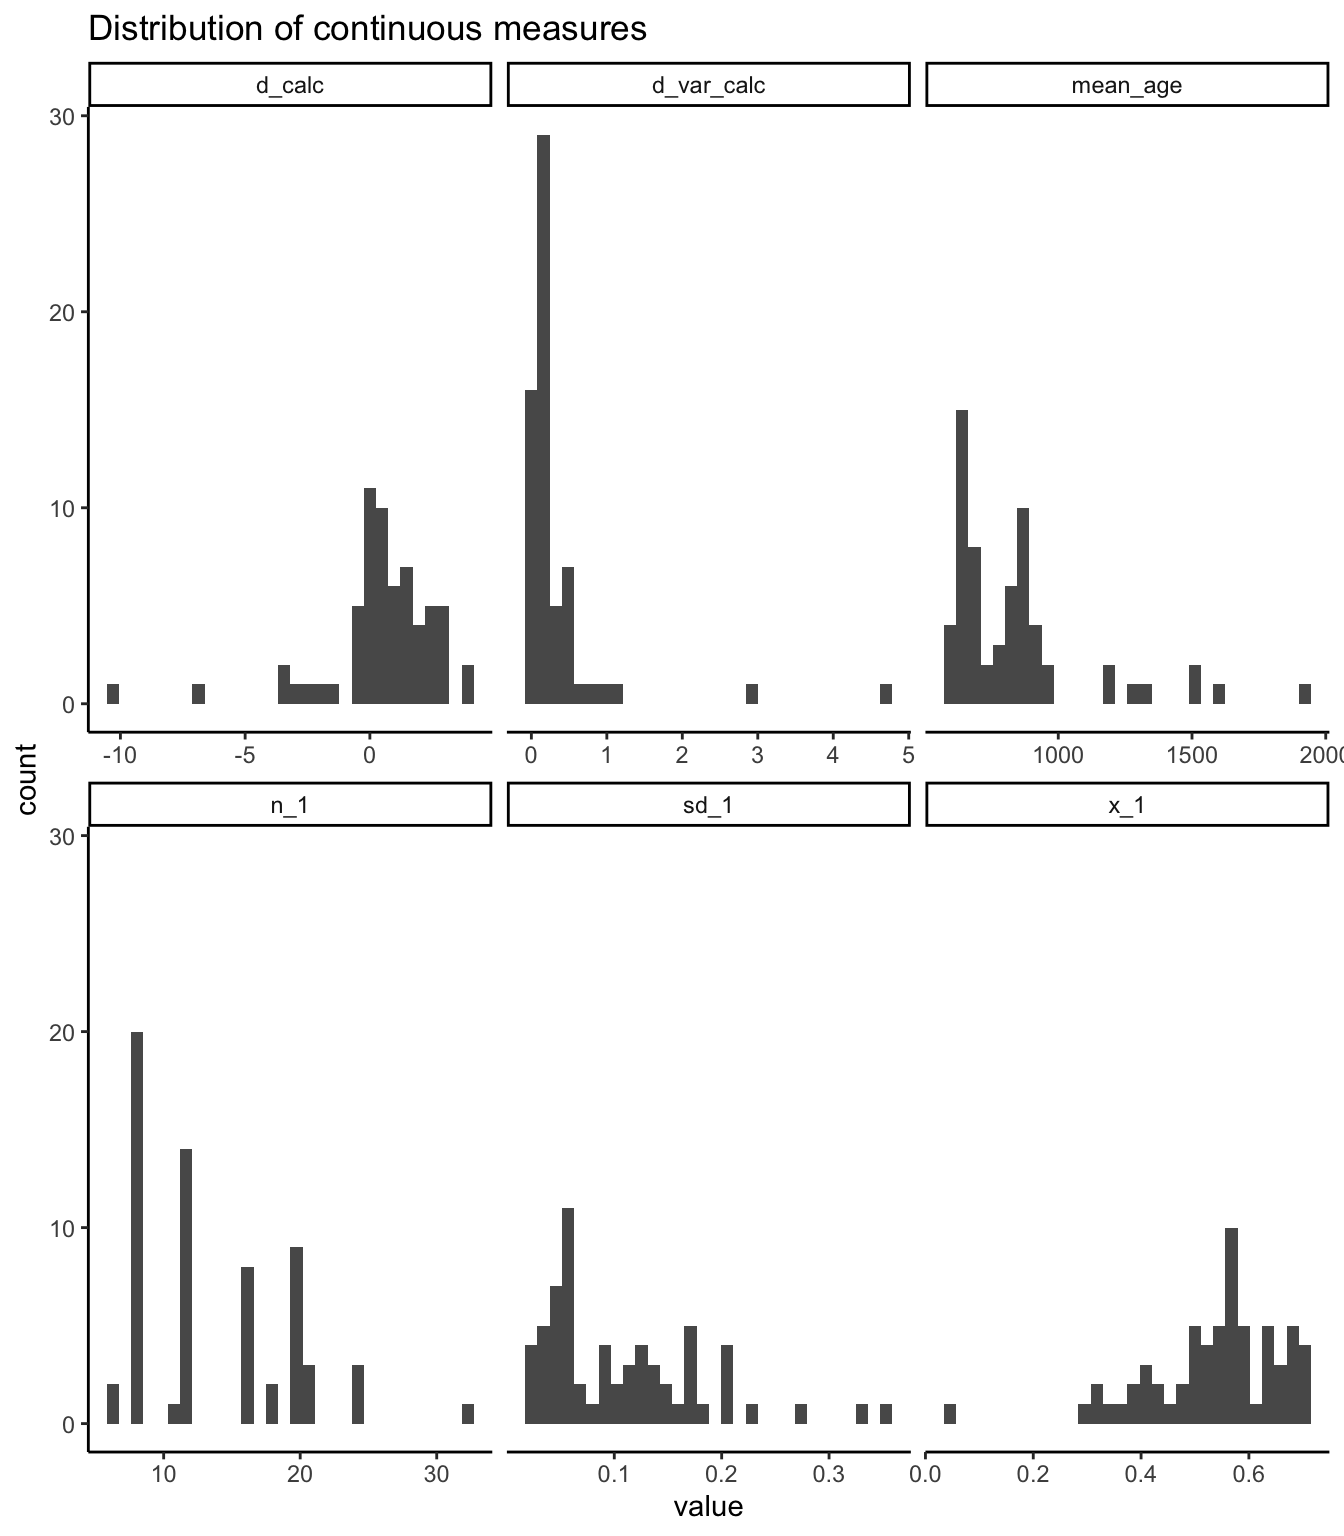 Distribution of continuous measures
d_calc d_var_calc mean_age
30
20
10
0
-10 -5 0 0 1 2 3 4 5 1000 1500 2000
count
n_1 sd_1 x_1
30
20
10
0
10 20 30 0.1 0.2 0.3 0.0 0.2 0.4 0.6
value